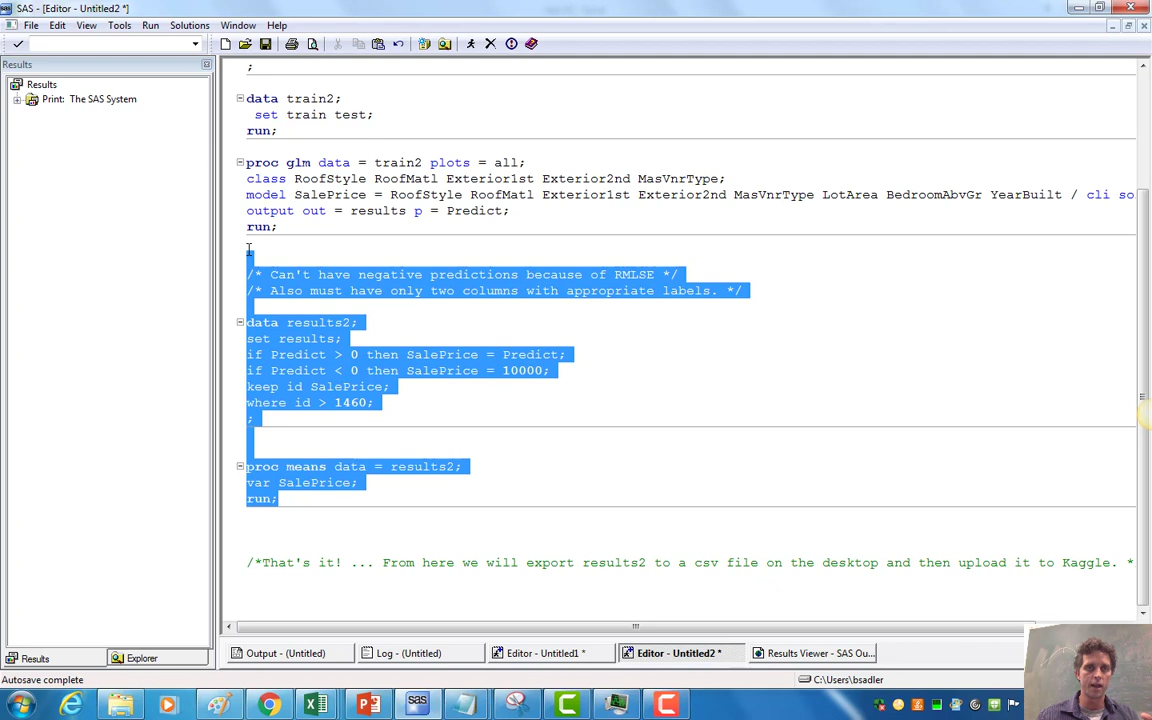 SAS - [Editor - Untitled2 *]
File Edit View Tools Run Solutions Window Help
Results
Results
Print: The SAS System
;
data train2;
set train test;
run;
proc glm data = train2 plots = all;
class RoofStyle RoofMatl Exterior1st Exterior2nd MasVnrType;
model SalePrice = RoofStyle RoofMatl Exterior1st Exterior2nd MasVnrType LotArea BedroomAbvGr YearBuilt / cli so
output out = results p = Predict;
run;
/* Can't have negative predictions because of RMLSE */
/* Also must have only two columns with appropriate labels. */
data results2;
set results;
if Predict > 0 then SalePrice = Predict;
if Predict < 0 then SalePrice = 10000;
keep id SalePrice;
where id > 1460;
;
proc means data = results2;
var SalePrice;
run;
/*That's it! ... From here we will export results2 to a csv file on the desktop and then upload it to Kaggle. *
Results Explorer Output - (Untitled) Log - (Untitled) Editor - Untitled1 * Editor - Untitled2 * Results Viewer - SAS Ou...
Autosave complete C:\Users\bsadler
sas